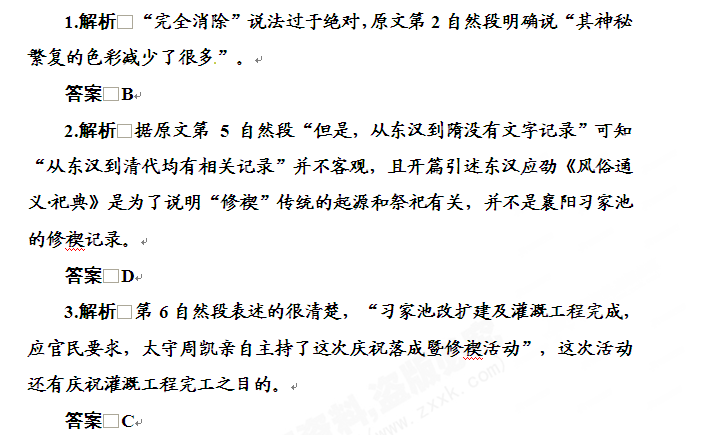 1.解析□“完全消除”说法过于绝对，原文第2自然段明确说“其神秘
繁复的色彩减少了很多”。
答案□B
2.解析□据原文第 5 自然段“但是，从东汉到隋没有文字记录”可知
“从东汉到清代均有相关记录”并不客观，且开篇引述东汉应劭《风俗通
义·祀典》是为了说明“修禊”传统的起源和祭祀有关，并不是襄阳习家池
的修禊记录。
答案□D
3.解析□第6自然段表述的很清楚，“习家池改扩建及灌溉工程完成，
应官民要求，太守周凯亲自主持了这次庆祝落成暨修禊活动”，这次活动
还有庆祝灌溉工程完工之目的。
答案□C